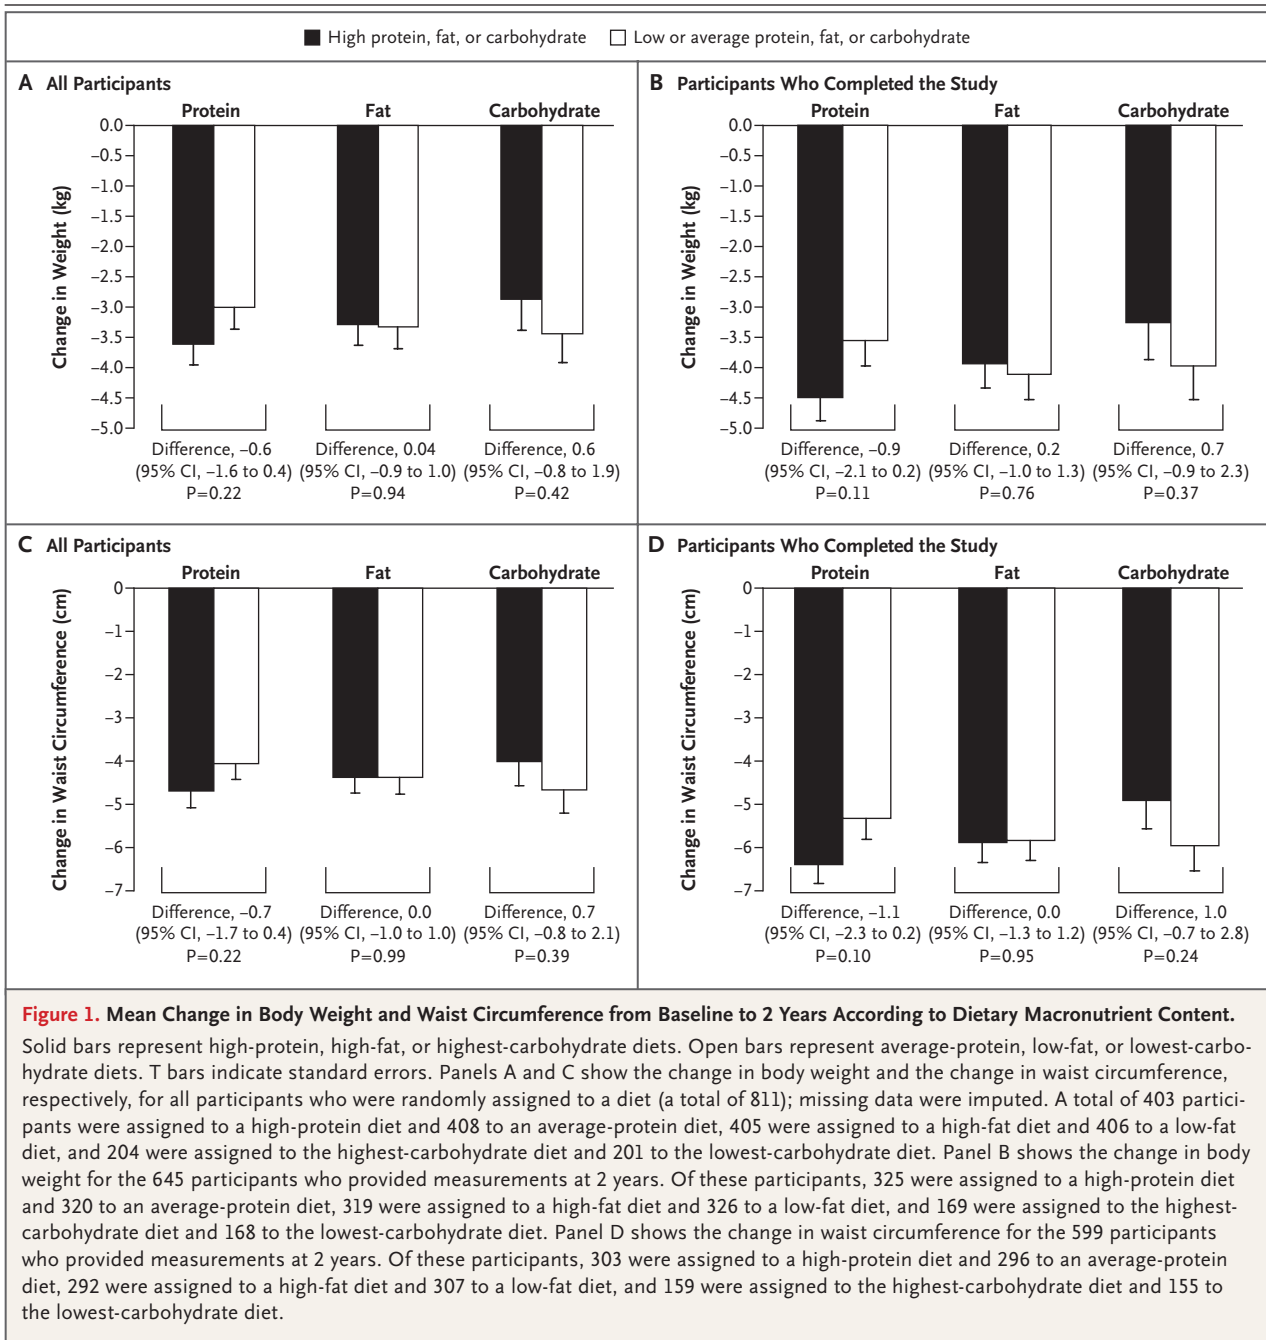 High protein, fat, or carbohydrate
Low or average protein, fat, or carbohydrate
A All Participants
Protein
Fat
Carbohydrate
Change in Weight (kg)
0.0
–0.5
–1.0
–1.5
–2.0
–2.5
–3.0
–3.5
–4.0
–4.5
–5.0
Difference, –0.6
(95% CI, –1.6 to 0.4)
P=0.22
Difference, 0.04
(95% CI, –0.9 to 1.0)
P=0.94
Difference, 0.6
(95% CI, –0.8 to 1.9)
P=0.42
B Participants Who Completed the Study
Protein
Fat
Carbohydrate
Change in Weight (kg)
0.0
–0.5
–1.0
–1.5
–2.0
–2.5
–3.0
–3.5
–4.0
–4.5
–5.0
Difference, –0.9
(95% CI, –2.1 to 0.2)
P=0.11
Difference, 0.2
(95% CI, –1.0 to 1.3)
P=0.76
Difference, 0.7
(95% CI, –0.9 to 2.3)
P=0.37
C All Participants
Protein
Fat
Carbohydrate
Change in Waist Circumference (cm)
0
–1
–2
–3
–4
–5
–6
–7
Difference, –0.7
(95% CI, –1.7 to 0.4)
P=0.22
Difference, 0.0
(95% CI, –1.0 to 1.0)
P=0.99
Difference, 0.7
(95% CI, –0.8 to 2.1)
P=0.39
D Participants Who Completed the Study
Protein
Fat
Carbohydrate
Change in Waist Circumference (cm)
0
–1
–2
–3
–4
–5
–6
–7
Difference, –1.1
(95% CI, –2.3 to 0.2)
P=0.10
Difference, 0.0
(95% CI, –1.3 to 1.2)
P=0.95
Difference, 1.0
(95% CI, –0.7 to 2.8)
P=0.24
Figure 1. Mean Change in Body Weight and Waist Circumference from Baseline to 2 Years According to Dietary Macronutrient Content.
Solid bars represent high-protein, high-fat, or highest-carbohydrate diets. Open bars represent average-protein, low-fat, or lowest-carbo-
hydrate diets. T bars indicate standard errors. Panels A and C show the change in body weight and the change in waist circumference,
respectively, for all participants who were randomly assigned to a diet (a total of 811); missing data were imputed. A total of 403 partici-
pants were assigned to a high-protein diet and 408 to an average-protein diet, 405 were assigned to a high-fat diet and 406 to a low-fat
diet, and 204 were assigned to the highest-carbohydrate diet and 201 to the lowest-carbohydrate diet. Panel B shows the change in body
weight for the 645 participants who provided measurements at 2 years. Of these participants, 325 were assigned to a high-protein diet
and 320 to an average-protein diet, 319 were assigned to a high-fat diet and 326 to a low-fat diet, and 169 were assigned to the highest-
carbohydrate diet and 168 to the lowest-carbohydrate diet. Panel D shows the change in waist circumference for the 599 participants
who provided measurements at 2 years. Of these participants, 303 were assigned to a high-protein diet and 296 to an average-protein
diet, 292 were assigned to a high-fat diet and 307 to a low-fat diet, and 159 were assigned to the highest-carbohydrate diet and 155 to
the lowest-carbohydrate diet.